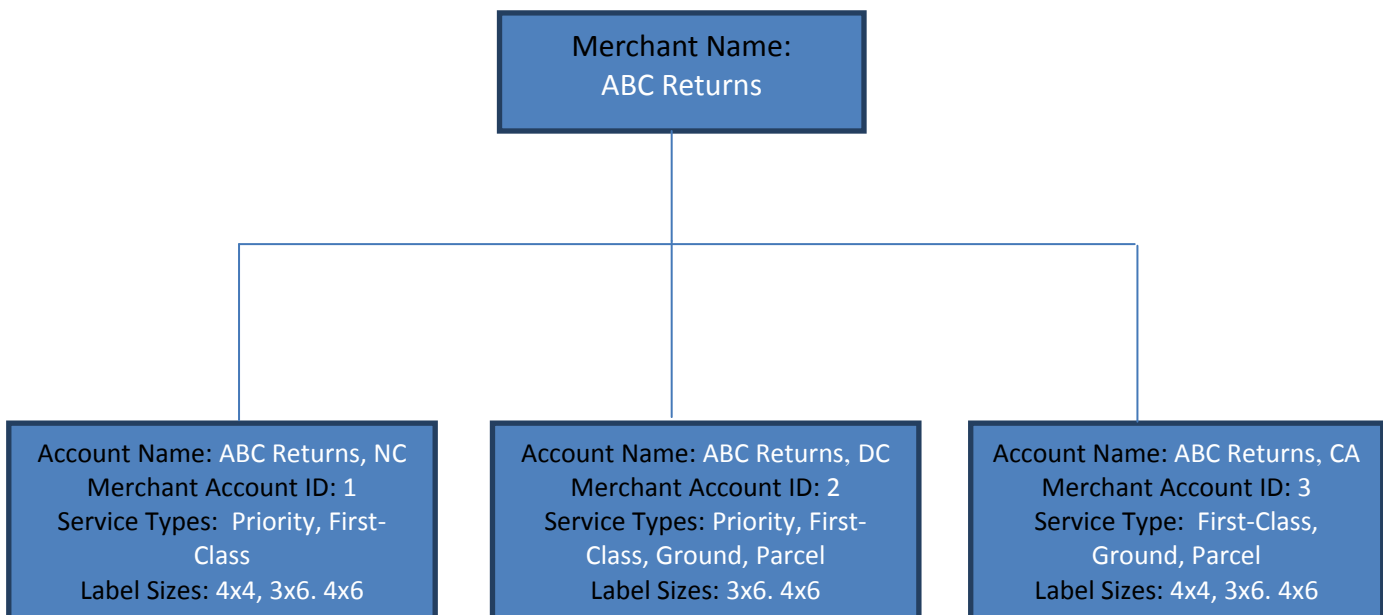 Merchant Name:
ABC Returns
Account Name: ABC Returns, NC
Merchant Account ID: 1
Service Types:  Priority, First-
Class
Label Sizes: 4x4, 3x6. 4x6
Account Name: ABC Returns, DC
Merchant Account ID: 2
Service Types: Priority, First-
Class, Ground, Parcel
Label Sizes: 3x6. 4x6
Account Name: ABC Returns, CA
Merchant Account ID: 3
Service Type:  First-Class,
Ground, Parcel
Label Sizes: 4x4, 3x6. 4x6